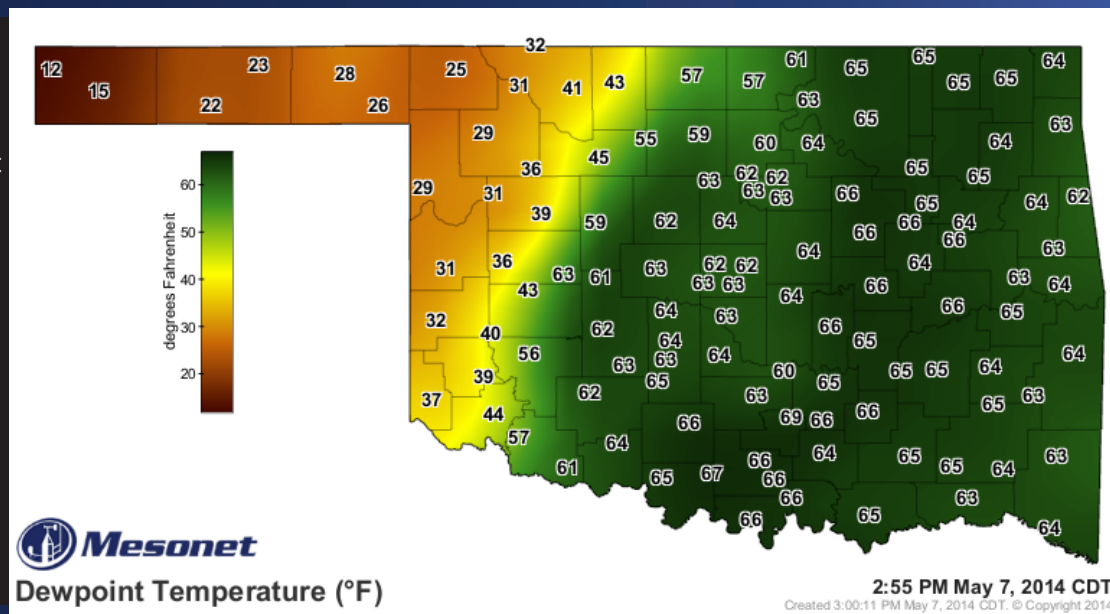 32
12 23 28 25 61 65 65 64
15 22 26 31 41 43 57 57 65 65
63
29 55 59 60 64 65 64 63
36 45 65 65
29 31 63 62 62 66 64 62
63 63 65
39 59 62 64 66 66 64
66
31 36 63 61 63 62 62 64 64 63
43 63 63 64 66 63 64
32 64 63 66 66 65
40 62 64 65
56 63 63 64 66 64
39 65 60 65 65 65 64
37 62 63 66 65 63
44 66 69 66
57 64 64 63
61 65 67 66 66 65 65 64
66 66 65 63
64
60
50
40
30
20
degrees Fahrenheit
Mesonet
Dewpoint Temperature (°F)
2:55 PM May 7, 2014 CDT
Created 3:00:11 PM May 7, 2014 CDT. © Copyright 2014